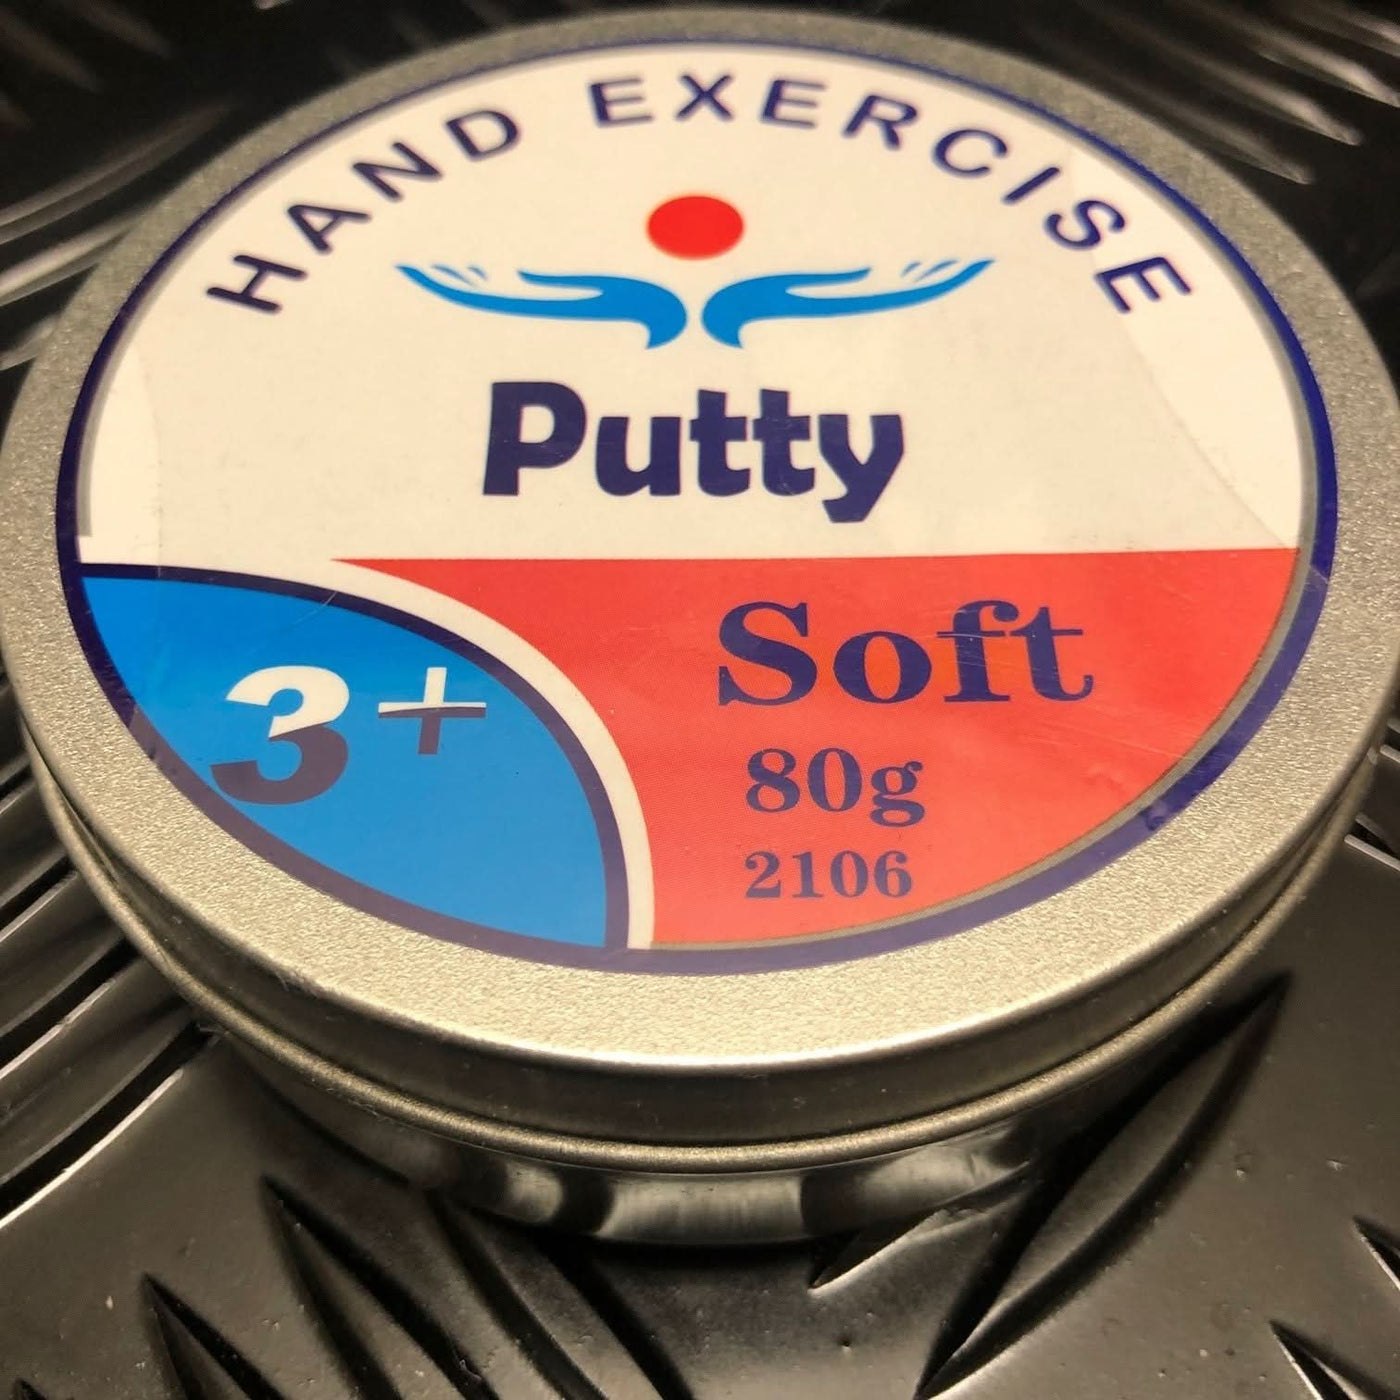 HAND EXERCISE
Putty
3+
Soft
80g
2106